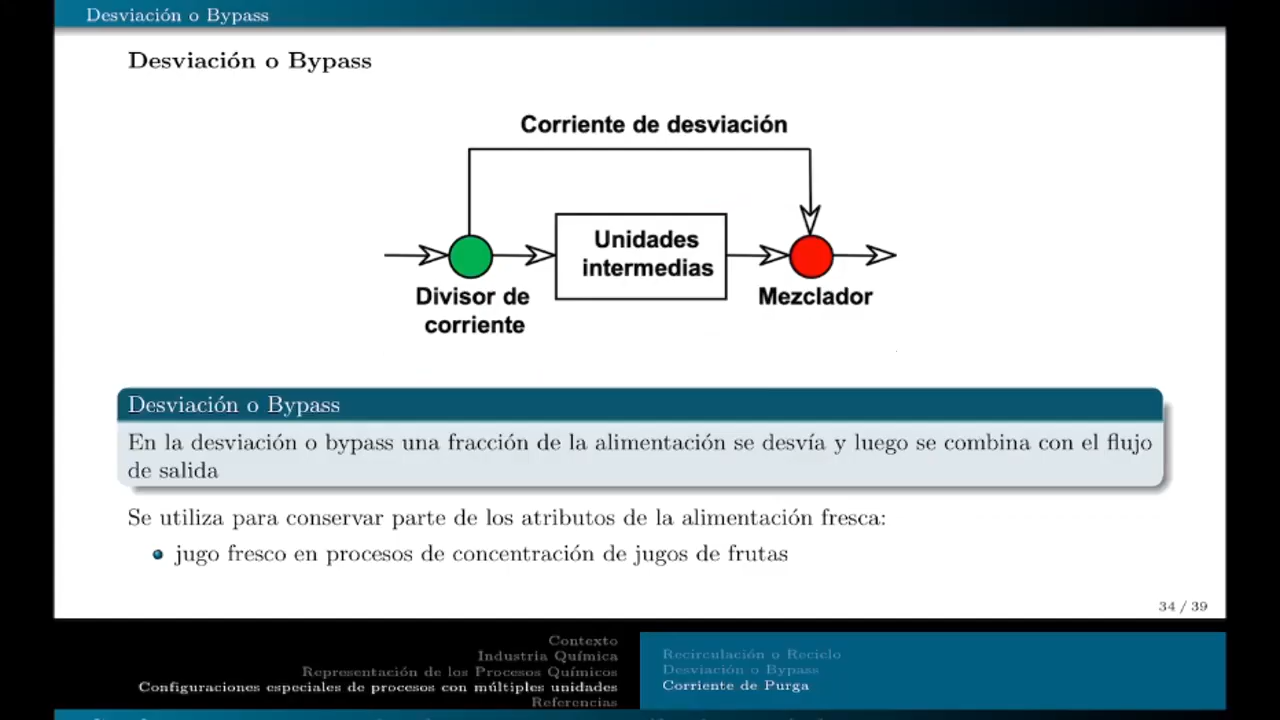 Desviación o Bypass
Desviación o Bypass
Corriente de desviación
Unidades
intermedias
Divisor de
corriente
Mezclador
Desviación o Bypass
En la desviación o bypass una fracción de la alimentación se desvía y luego se combina con el flujo
de salida
Se utiliza para conservar parte de los atributos de la alimentación fresca:
jugo fresco en procesos de concentración de jugos de frutas
34 / 39
Contexto
Industria Química
Representación de los Procesos Químicos
Configuraciones especiales de procesos con múltiples unidades
Referencias
Recirculación o Reciclo
Desviación o Bypass
Corriente de Purga